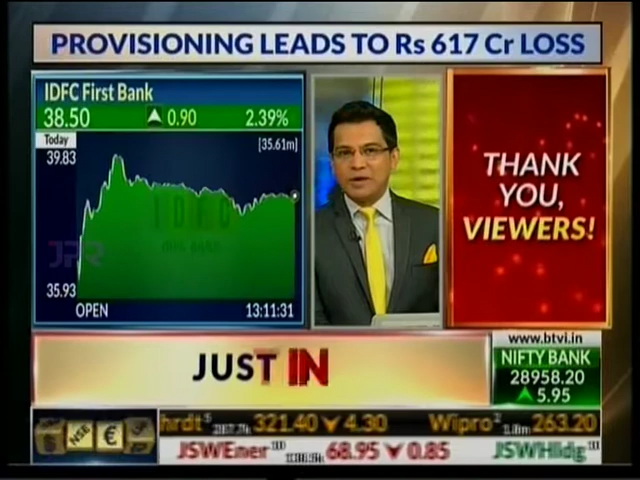 PROVISIONING LEADS TO Rs 617 Cr LOSS
IDFC First Bank
38.50 0.90 2.39%
Today
[35.61m]
39.83
35.93
OPEN 13:11:31
THANK
YOU,
VIEWERS!
JUST IN
www.btvi.in
NIFTY BANK
28958.20
5.95
NSE €
321.40 4.30 Wipro 263.20
JSWEner 68.95 0.85 JSWHldg